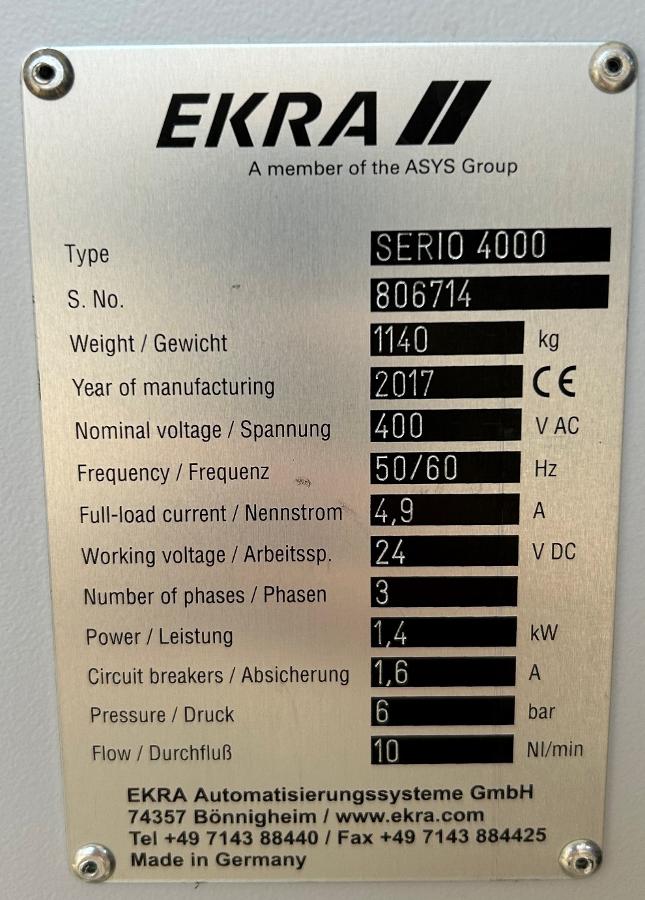 EKRA
A member of the ASYS Group
Type SERIO 4000
S. No. 806714
Weight / Gewicht 1140 kg
Year of manufacturing 2017 CE
Nominal voltage / Spannung 400 V AC
Frequency / Frequenz 50/60 Hz
Full-load current / Nennstrom 4,9 A
Working voltage / Arbeitssp. 24 V DC
Number of phases / Phasen 3
Power / Leistung 1,4 kW
Circuit breakers / Absicherung 1,6 A
Pressure / Druck 6 bar
Flow / Durchfluß 10 Nl/min
EKRA Automatisierungssysteme GmbH
74357 Bönnigheim / www.ekra.com
Tel +49 7143 88440 / Fax +49 7143 884425
Made in Germany